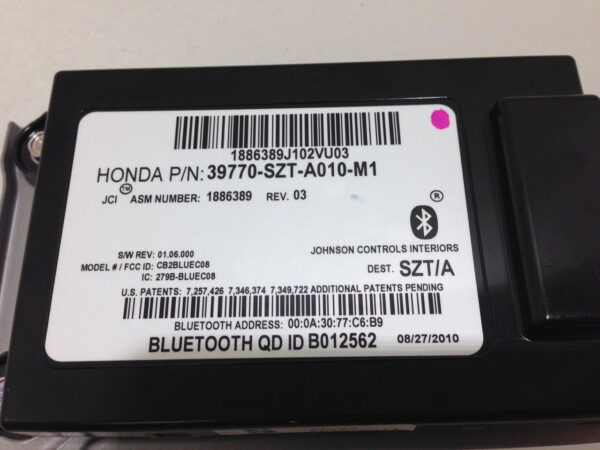 1886389J102VU03
HONDA P/N: 39770-SZT-A010-M1
JCI™ ASM NUMBER: 1886389 REV. 03
®
S/W REV: 01.06.000
JOHNSON CONTROLS INTERIORS
MODEL # / FCC ID: CB2BLUEC08
IC: 279B-BLUEC08
DEST. SZT/A
U.S. PATENTS: 7,257,426 7,346,374 7,349,722 ADDITIONAL PATENTS PENDING
BLUETOOTH ADDRESS: 00:0A:30:77:C6:B9
BLUETOOTH QD ID B012562 08/27/2010